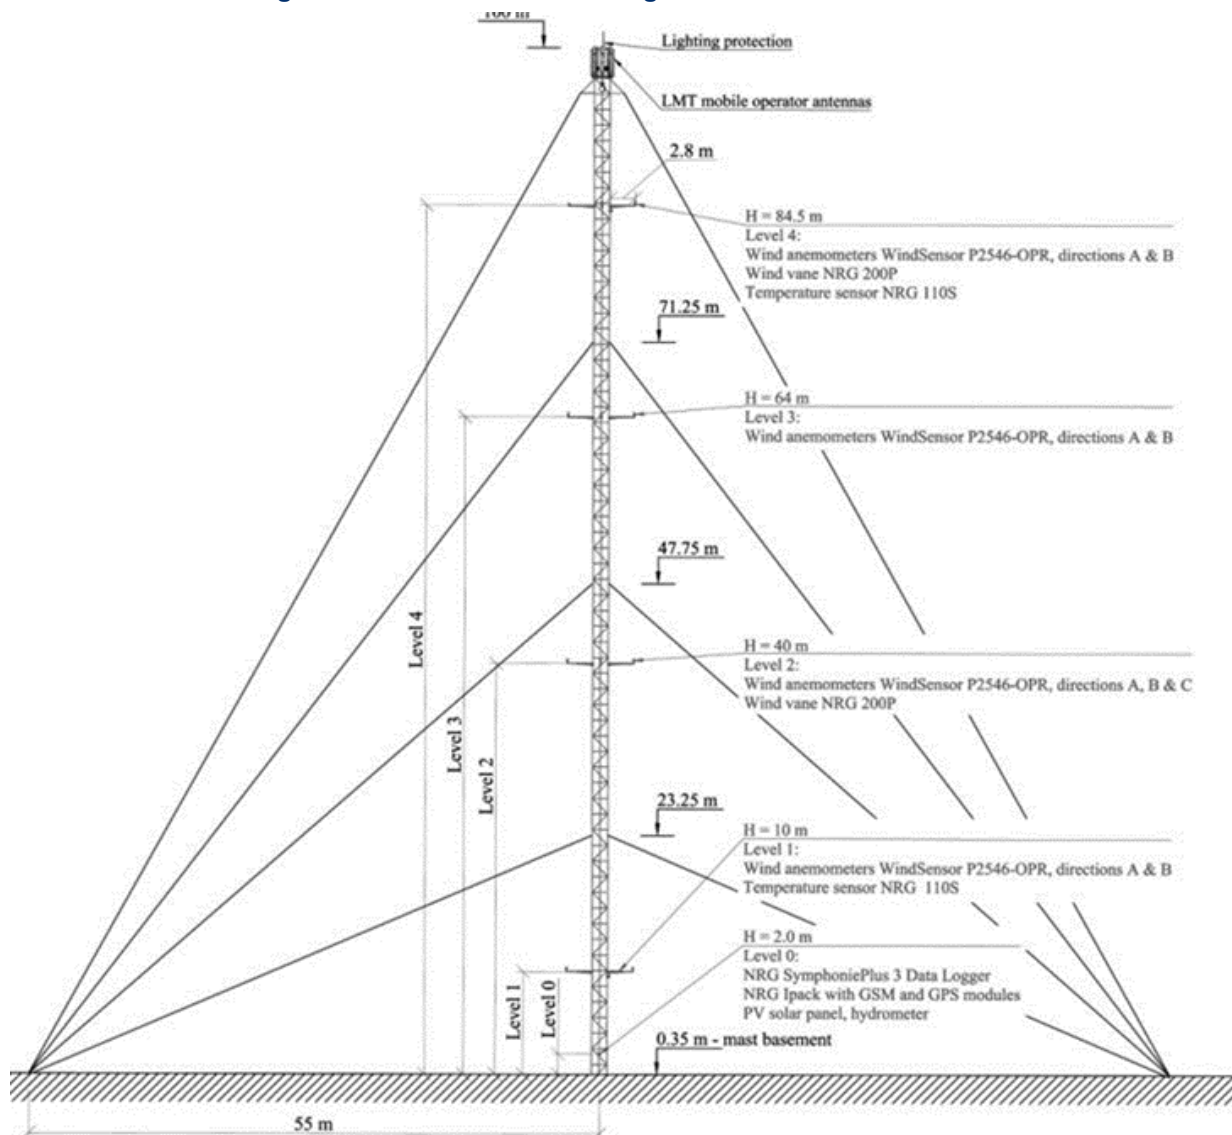 100 m
Lighting protection
LMT mobile operator antennas
2.8 m
H = 84.5 m
Level 4:
Wind anemometers WindSensor P2546-OPR, directions A & B
Wind vane NRG 200P
Temperature sensor NRG 110S
71.25 m
H = 64 m
Level 3:
Wind anemometers WindSensor P2546-OPR, directions A & B
47.75 m
Level 4
H = 40 m
Level 2:
Wind anemometers WindSensor P2546-OPR, directions A, B & C
Wind vane NRG 200P
Level 3
Level 2
23.25 m
H = 10 m
Level 1:
Wind anemometers WindSensor P2546-OPR, directions A & B
Temperature sensor NRG 110S
H = 2.0 m
Level 0:
NRG SymphoniePlus 3 Data Logger
NRG Ipack with GSM and GPS modules
PV solar panel, hydrometer
Level 1
Level 0
0.35 m - mast basement
55 m